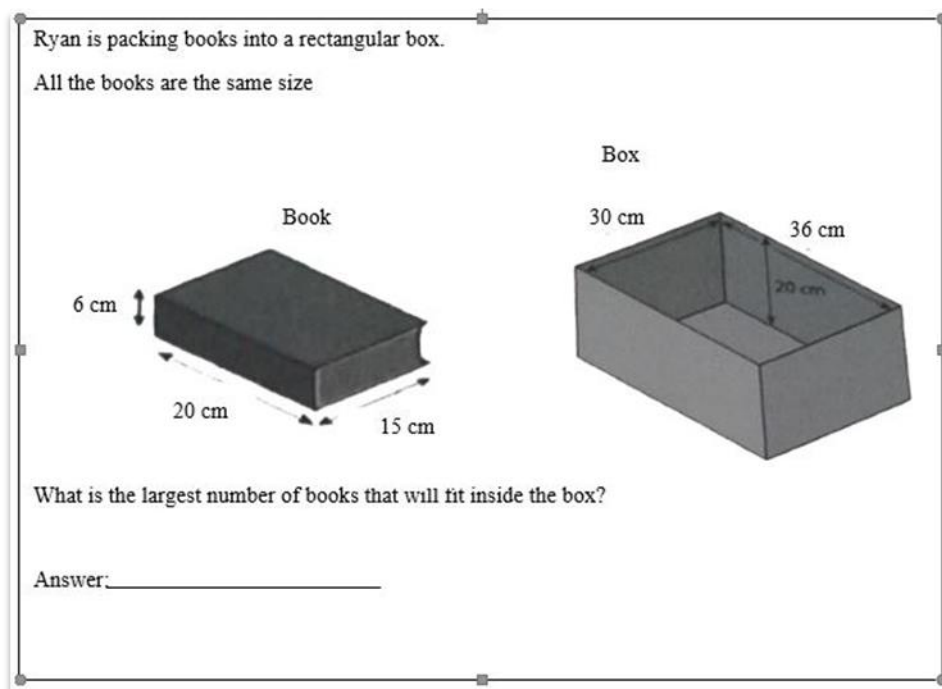 Ryan is packing books into a rectangular box.
All the books are the same size
Box
Book
30 cm
36 cm
20 cm
6 cm
20 cm
15 cm
What is the largest number of books that will fit inside the box?
Answer: